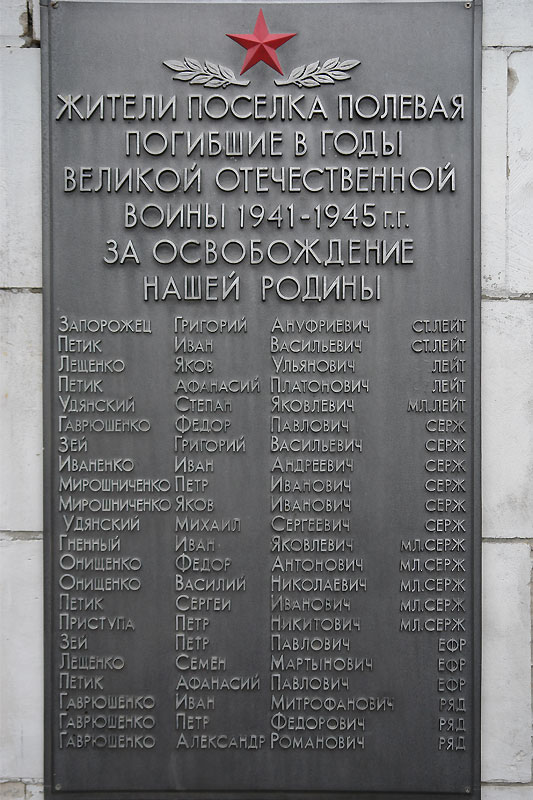 ЖИТЕЛИ ПОСЕЛКА ПОЛЕВАЯ
ПОГИБШИЕ В ГОДЫ
ВЕЛИКОЙ ОТЕЧЕСТВЕННОЙ
ВОИНЫ 1941-1945 г.г.
ЗА ОСВОБОЖДЕНИЕ
НАШЕЙ РОДИНЫ
ЗАПОРОЖЕЦ ГРИГОРИЙ АНУФРИЕВИЧ СТ.ЛЕЙТ
ПЕТИК ИВАН ВАСИЛЬЕВИЧ СТ.ЛЕЙТ
ЛЕЩЕНКО ЯКОВ УЛЬЯНОВИЧ ЛЕЙТ
ПЕТИК АФАНАСИЙ ПЛАТОНОВИЧ ЛЕЙТ
УДЯНСКИЙ СТЕПАН ЯКОВЛЕВИЧ МЛ.ЛЕЙТ
ГАВРЮШЕНКО ФЕДОР ПАВЛОВИЧ СЕРЖ
ЗЕЙ ГРИГОРИЙ ВАСИЛЬЕВИЧ СЕРЖ
ИВАНЕНКО ИВАН АНДРЕЕВИЧ СЕРЖ
МИРОШНИЧЕНКО ПЕТР ИВАНОВИЧ СЕРЖ
МИРОШНИЧЕНКО ЯКОВ ИВАНОВИЧ СЕРЖ
УДЯНСКИЙ МИХАИЛ СЕРГЕЕВИЧ СЕРЖ
ГНЕННЫЙ ИВАН ЯКОВЛЕВИЧ МЛ.СЕРЖ
ОНИЩЕНКО ФЕДОР АНТОНОВИЧ МЛ.СЕРЖ
ОНИЩЕНКО ВАСИЛИЙ НИКОЛАЕВИЧ МЛ.СЕРЖ
ПЕТИК СЕРГЕИ ИВАНОВИЧ МЛ.СЕРЖ
ПРИСТУПА ПЕТР НИКИТОВИЧ МЛ.СЕРЖ
ЗЕЙ ПЕТР ПАВЛОВИЧ ЕФР
ЛЕЩЕНКО СЕМЕН МАРТЫНОВИЧ ЕФР
ПЕТИК АФАНАСИЙ ПАВЛОВИЧ ЕФР
ГАВРЮШЕНКО ИВАН МИТРОФАНОВИЧ РЯД
ГАВРЮШЕНКО ПЕТР ФЕДОРОВИЧ РЯД
ГАВРЮШЕНКО АЛЕКСАНДР РОМАНОВИЧ РЯД